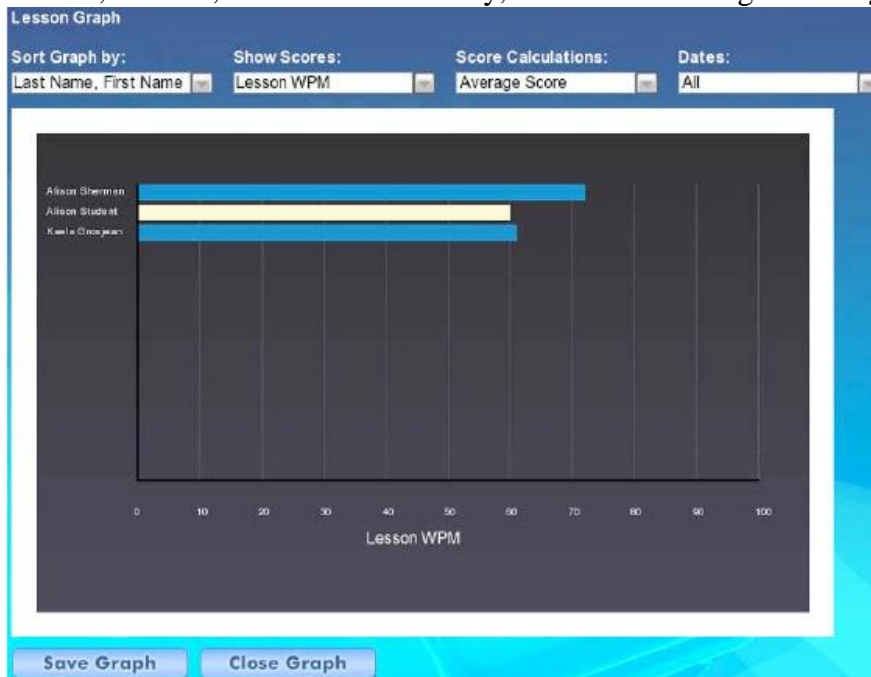 Lesson Graph
Sort Graph by: Show Scores: Score Calculations: Dates:
Last Name, First Name Lesson WPM Average Score All
Alison Sherman
Alison Student
Kaela Grosjean
0 10 20 30 40 50 60 70 80 90 100
Lesson WPM
Save Graph Close Graph